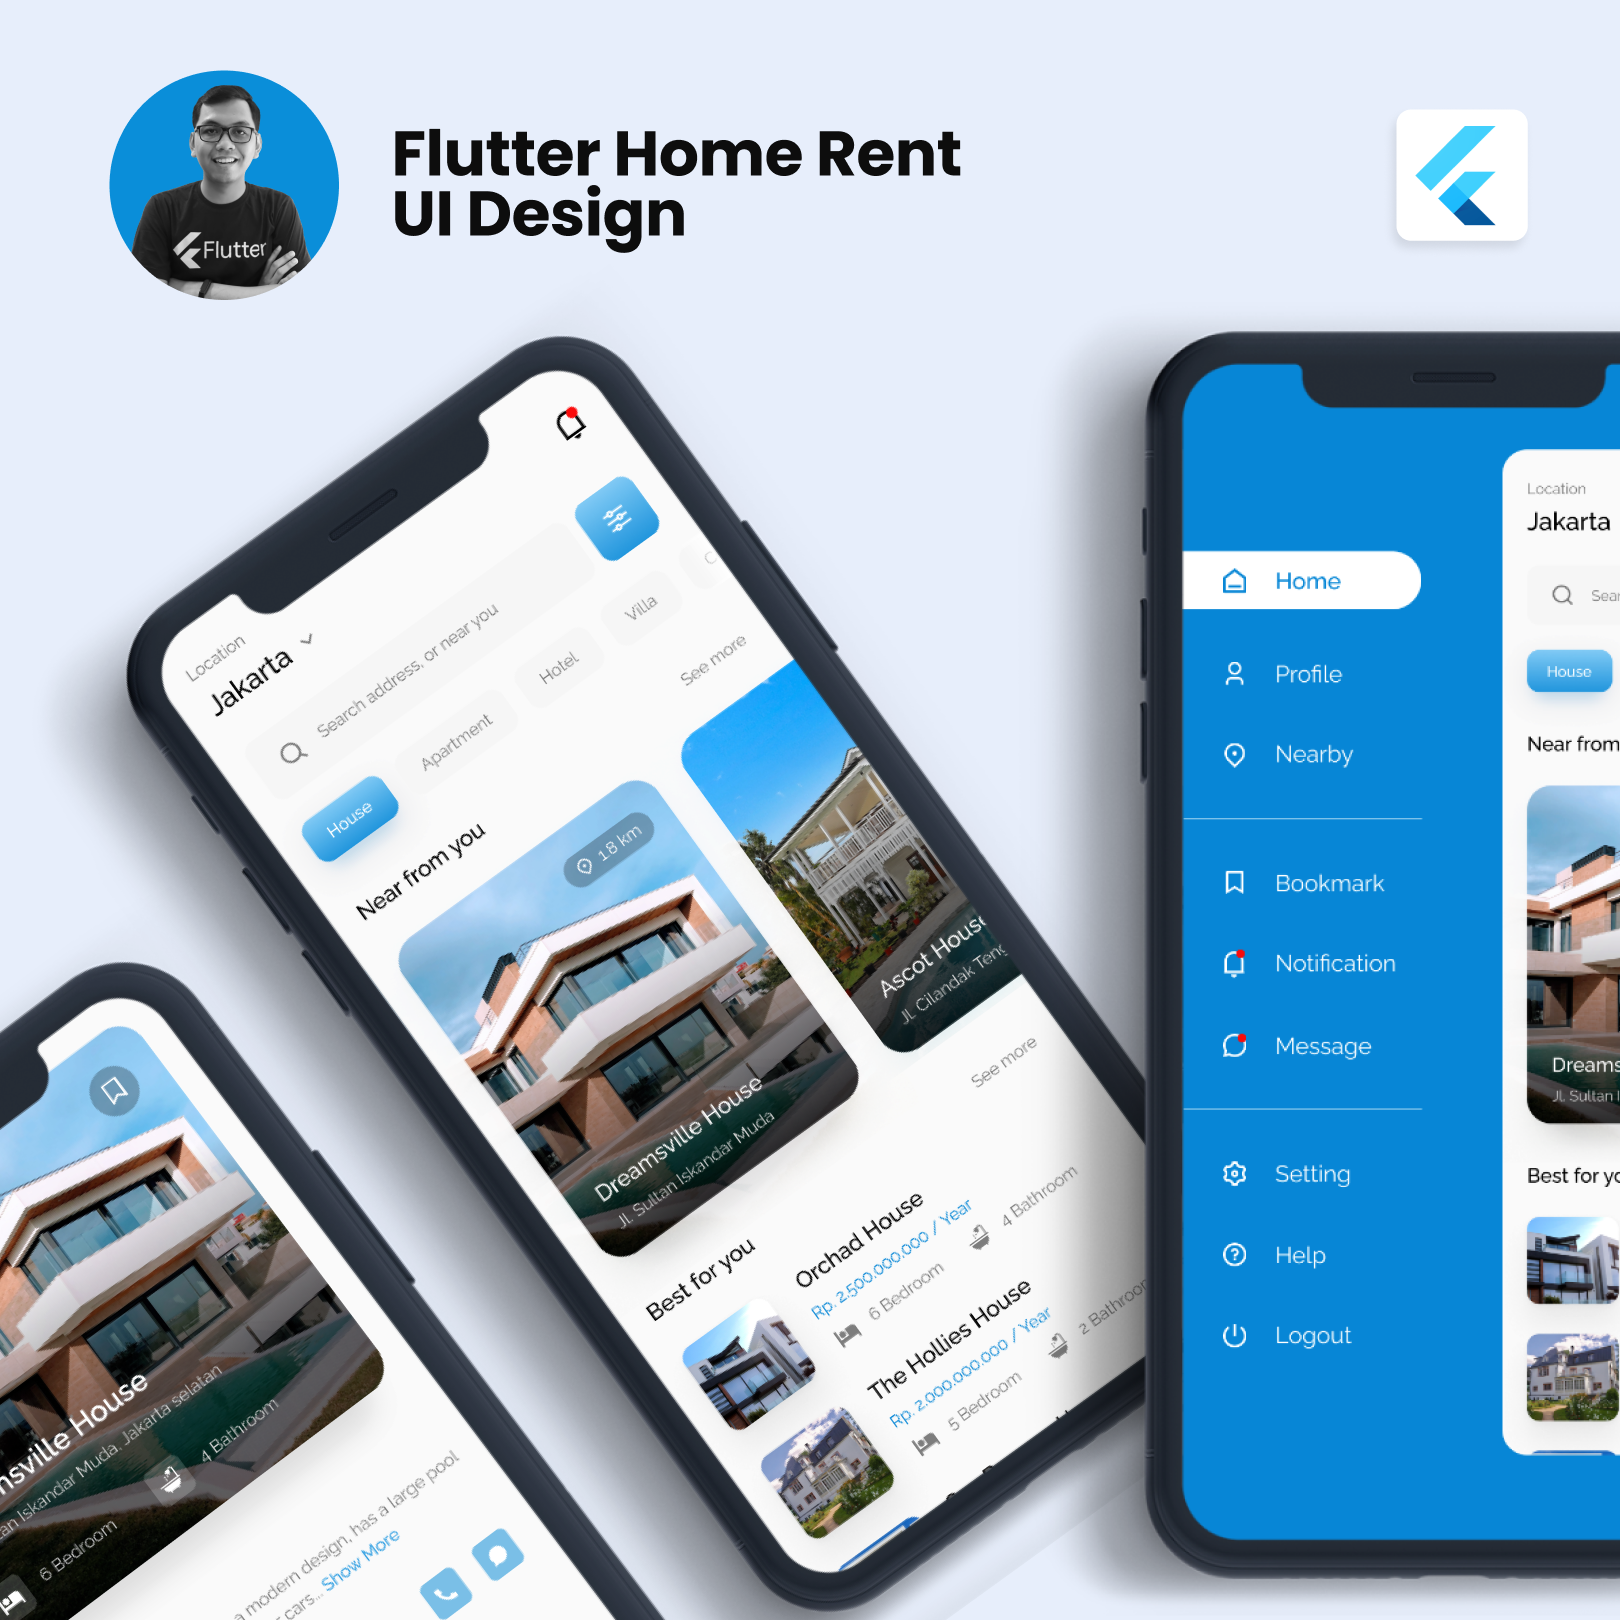 Flutter Home Rent
UI Design
Flutter
Location
Jakarta
Search address, or near you
House
Apartment
Hotel
Villa
Near from you
See more
1.8 km
Dreamsville House
Jl. Sultan Iskandar Muda
Ascot House
Jl. Cilandak Teng
Best for you
See more
Orchad House
Rp. 2.500.000.000 / Year
6 Bedroom
4 Bathroom
The Hollies House
Rp. 2.000.000.000 / Year
5 Bedroom
2 Bathroo
nsville House
an Iskandar Muda, Jakarta selatan
6 Bedroom
4 Bathroom
a modern design, has a large pool
cars... Show More
Home
Profile
Nearby
Bookmark
Notification
Message
Setting
Help
Logout
Location
Jakarta
Sear
House
Near from
Dreams
Jl. Sultan I
Best for yo